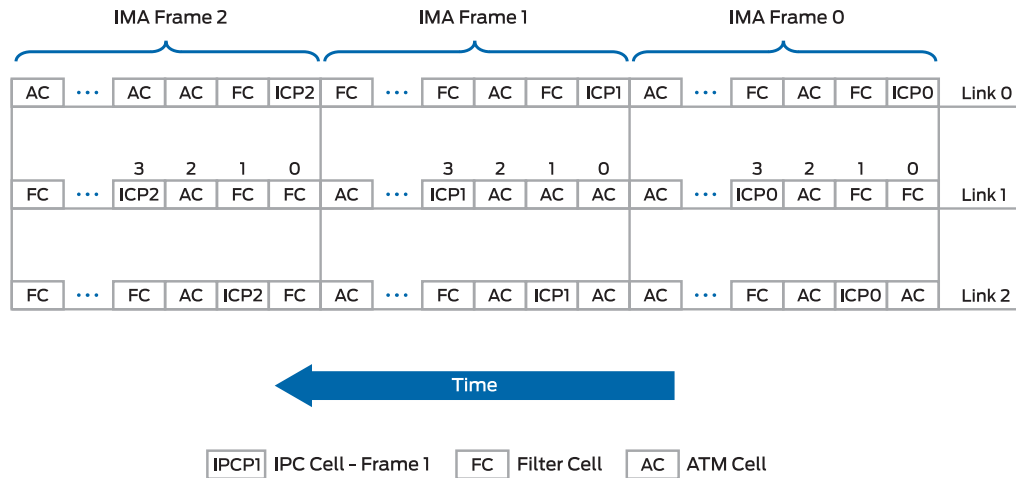 IMA Frame 2 IMA Frame 1 IMA Frame 0
AC ... AC AC FC ICP2 FC ... FC AC FC ICP1 AC ... FC AC FC ICP0 Link 0
3 2 1 0 3 2 1 0 3 2 1 0
FC ... ICP2 AC FC FC AC ... ICP1 AC AC AC AC ... ICP0 AC FC FC Link 1
FC ... FC AC ICP2 FC AC ... FC AC ICP1 AC AC ... FC AC ICP0 AC Link 2
Time
IPCP1 IPC Cell - Frame 1 FC Filter Cell AC ATM Cell